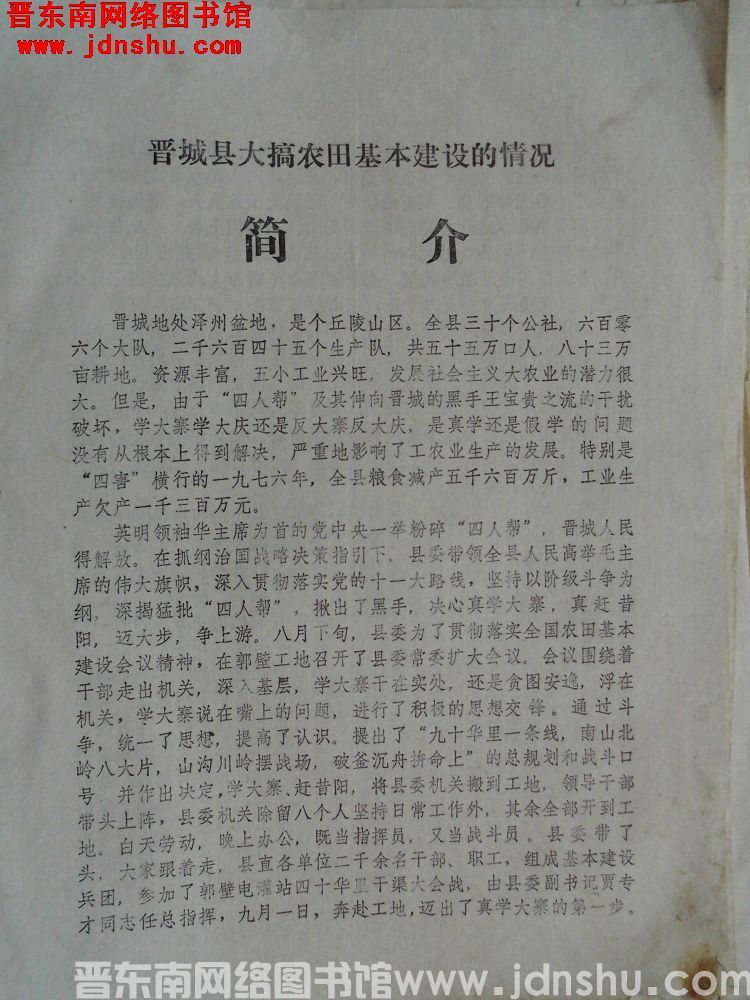 晋东南网络图书馆
www.jdnshu.com
晋城县大搞农田基本建设的情况
简 介
晋城地处泽州盆地，是个丘陵山区。全县三十个公社，六百零
六个大队，二千六百四十五个生产队，共五十五万口人，八十三万
亩耕地。资源丰富，五小工业兴旺，发展社会主义大农业的潜力很
大。但是，由于“四人帮”及其伸向晋城的黑手王宝贵之流的干扰
破坏，学大寨学大庆还是反大寨反大庆，是真学还是假学的问题
没有从根本上得到解决，严重地影响了工农业生产的发展。特别是
“四害”横行的一九七六年，全县粮食减产五千六百万斤，工业生
产欠产一千三百万元。
英明领袖华主席为首的党中央一举粉碎“四人帮”，晋城人民
得解放。在抓纲治国战略决策指引下，县委带领全县人民高举毛主
席的伟大旗帜，深入贯彻落实党的十一大路线，坚持以阶级斗争为
纲，深揭猛批“四人帮”，揪出了黑手，决心真学大寨，真赶昔
阳，迈大步，争上游。八月下旬，县委为了贯彻落实全国农田基本
建设会议精神，在郭壁工地召开了县委常委扩大会议。会议围绕着
干部走出机关，深入基层，学大寨干在实处，还是贪图安逸，浮在
机关，学大寨说在嘴上的问题，进行了积极的思想交锋。通过斗
争，统一了思想，提高了认识。提出了“九十华里一条线，南山北
岭八大片，山沟川岭摆战场，破釜沉舟拚命上”的总规划和战斗口
号，并作出决定，学大寨、赶昔阳，将县委机关搬到工地，领导干部
带头上阵，县委机关除留八个人坚持日常工作外，其余全部开到工
地。白天劳动，晚上办公，既当指挥员，又当战斗员。县委带了
头，大家跟着走，县直各单位二千余名干部、职工，组成基本建设
兵团，参加了郭壁电灌站四十华里干渠大会战，由县委副书记贾专
才同志任总指挥，九月一日，奔赴工地，迈出了真学大寨的第一步。
晋东南网络图书馆www.jdnshu.com